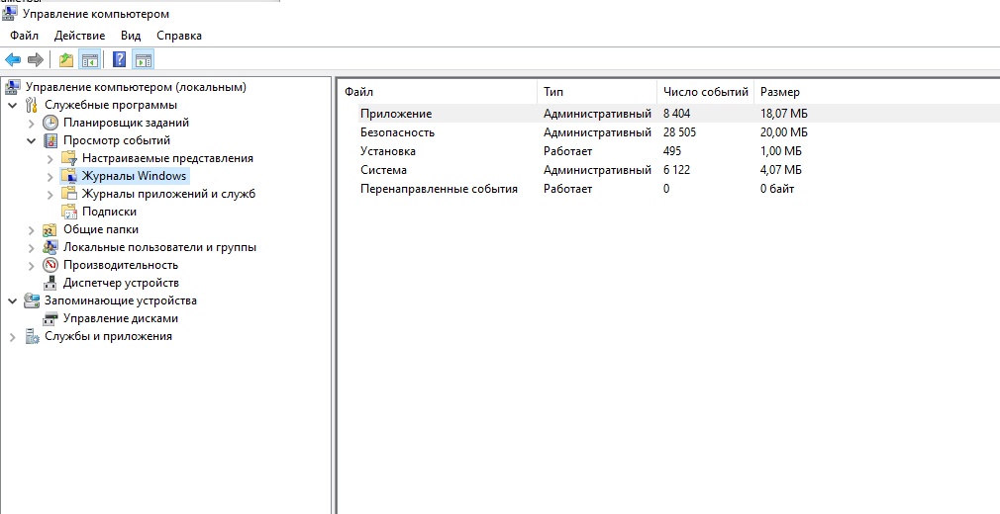 Управление компьютером
Файл Действие Вид Справка
Управление компьютером (локальным)
Служебные программы
Планировщик заданий
Просмотр событий
Настраиваемые представления
Журналы Windows
Журналы приложений и служб
Подписки
Общие папки
Локальные пользователи и группы
Производительность
Диспетчер устройств
Запоминающие устройства
Управление дисками
Службы и приложения
Файл Тип Число событий Размер
Приложение Административный 8 404 18,07 МБ
Безопасность Административный 28 505 20,00 МБ
Установка Работает 495 1,00 МБ
Система Административный 6 122 4,07 МБ
Перенаправленные события Работает 0 0 байт